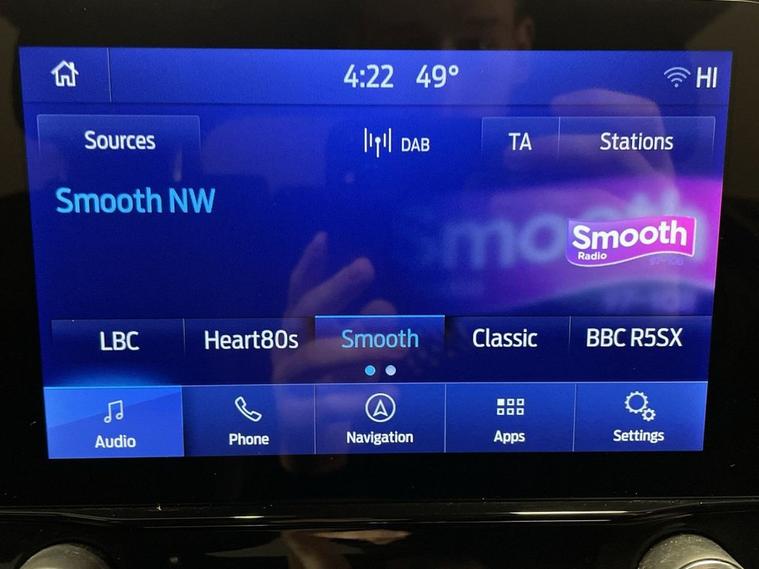 4:22 49° HI
Sources DAB TA Stations
Smooth NW
Smooth
Radio
LBC Heart80s Smooth Classic BBC R5SX
Audio Phone Navigation Apps Settings